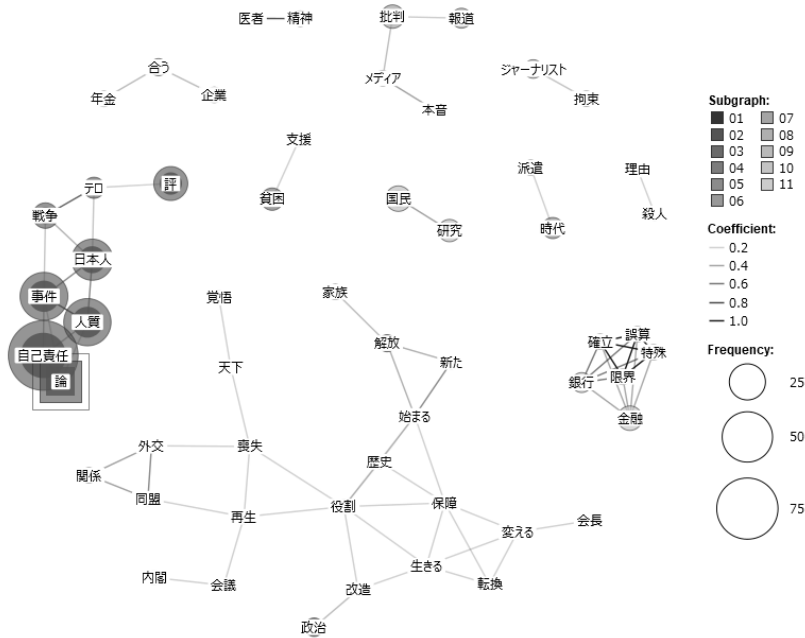 医者 精神
批判 報道
合う
メディア
ジャーナリスト
年金 企業
本音
拘束
支援
テロ
評
派遣
理由
貧困
国民
戦争
研究
時代
殺人
日本人
事件
人質
自己責任
論
覚悟
家族
解放
新た
天下
始まる
確立
誤算
特殊
銀行
限界
金融
外交
喪失
歴史
関係
同盟
再生
役割
保障
変える
会長
生きる
内閣
会議
改造
転換
政治
Subgraph:
01 07
02 08
03 09
04 10
05 11
06
Coefficient:
0.2
0.4
0.6
0.8
1.0
Frequency:
25
50
75